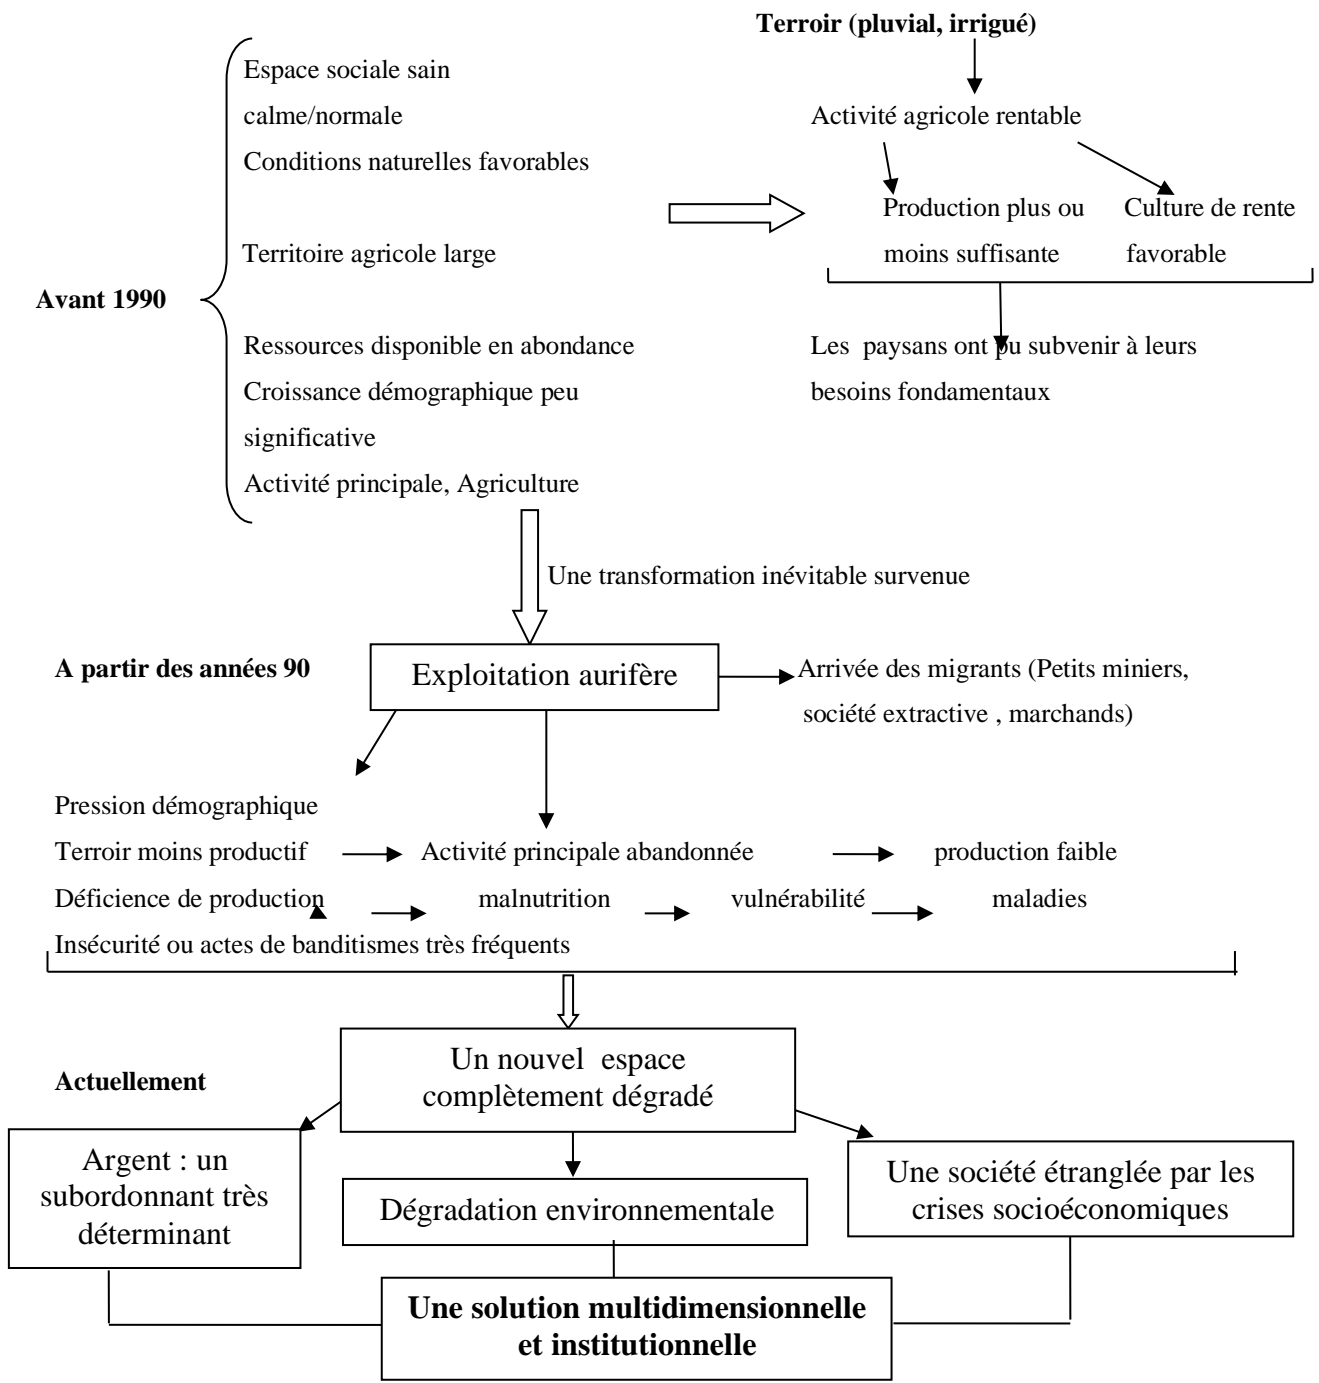 Terroir (pluvial, irrigué)
Espace sociale sain
calme/normale
Activité agricole rentable
Conditions naturelles favorables
Production plus ou
moins suffisante
Culture de rente
favorable
Territoire agricole large
Avant 1990
Ressources disponible en abondance
Les  paysans ont pu subvenir à leurs
besoins fondamentaux
Croissance démographique peu
significative
Activité principale, Agriculture
Une transformation inévitable survenue
A partir des années 90
Exploitation aurifère
Arrivée des migrants (Petits miniers,
société extractive , marchands)
Pression démographique
Terroir moins productif
Activité principale abandonnée
production faible
Déficience de production
malnutrition
vulnérabilité
maladies
Insécurité ou actes de banditismes très fréquents
Un nouvel  espace
complètement dégradé
Actuellement
Argent : un
subordonnant très
déterminant
Dégradation environnementale
Une société étranglée par les
crises socioéconomiques
Une solution multidimensionnelle
et institutionnelle